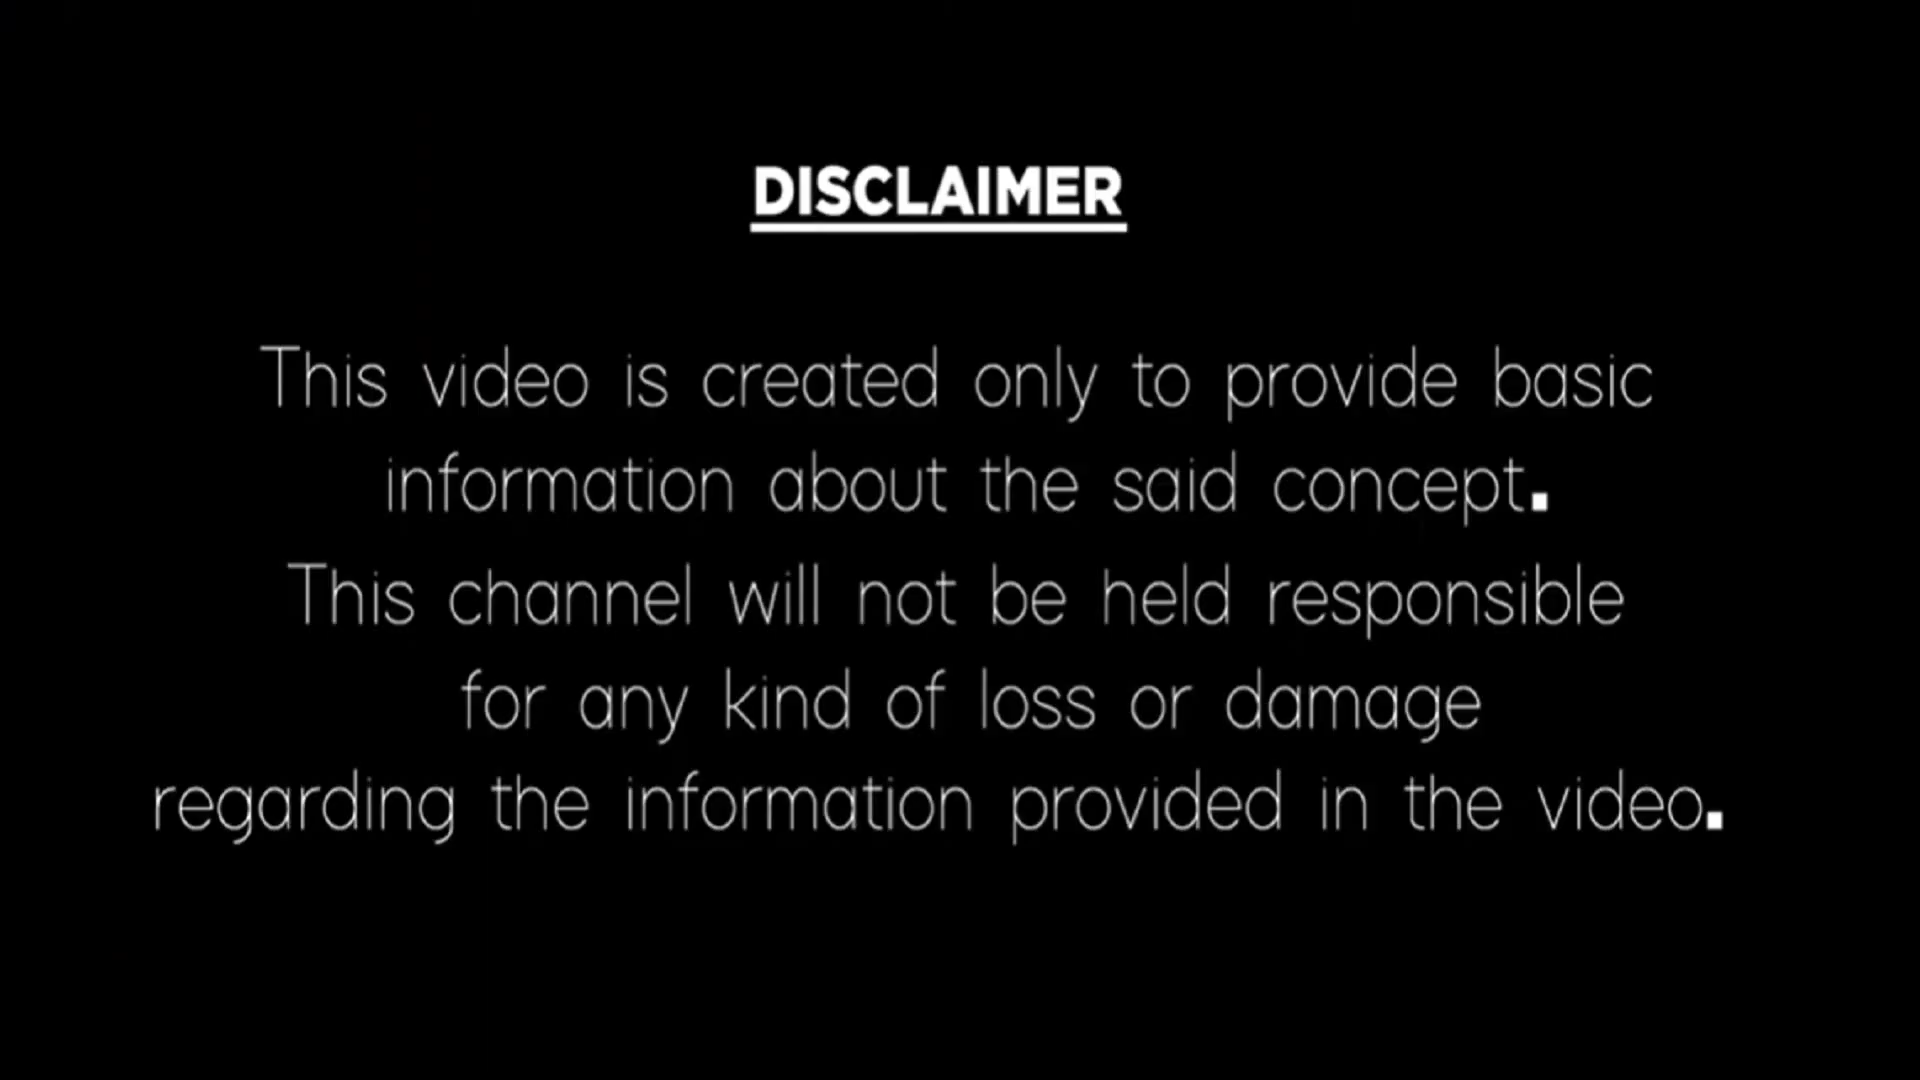 DISCLAIMER
This video is created only to provide basic
information about the said concept.
This channel will not be held responsible
for any kind of loss or damage
regarding the information provided in the video.